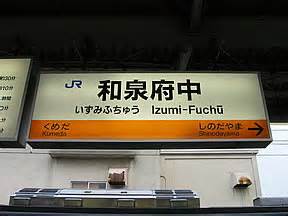 JR 和泉府中
いずみふちゅう Izumi-Fuchū
くめだ しのだやま
Kumeda Shinodayama